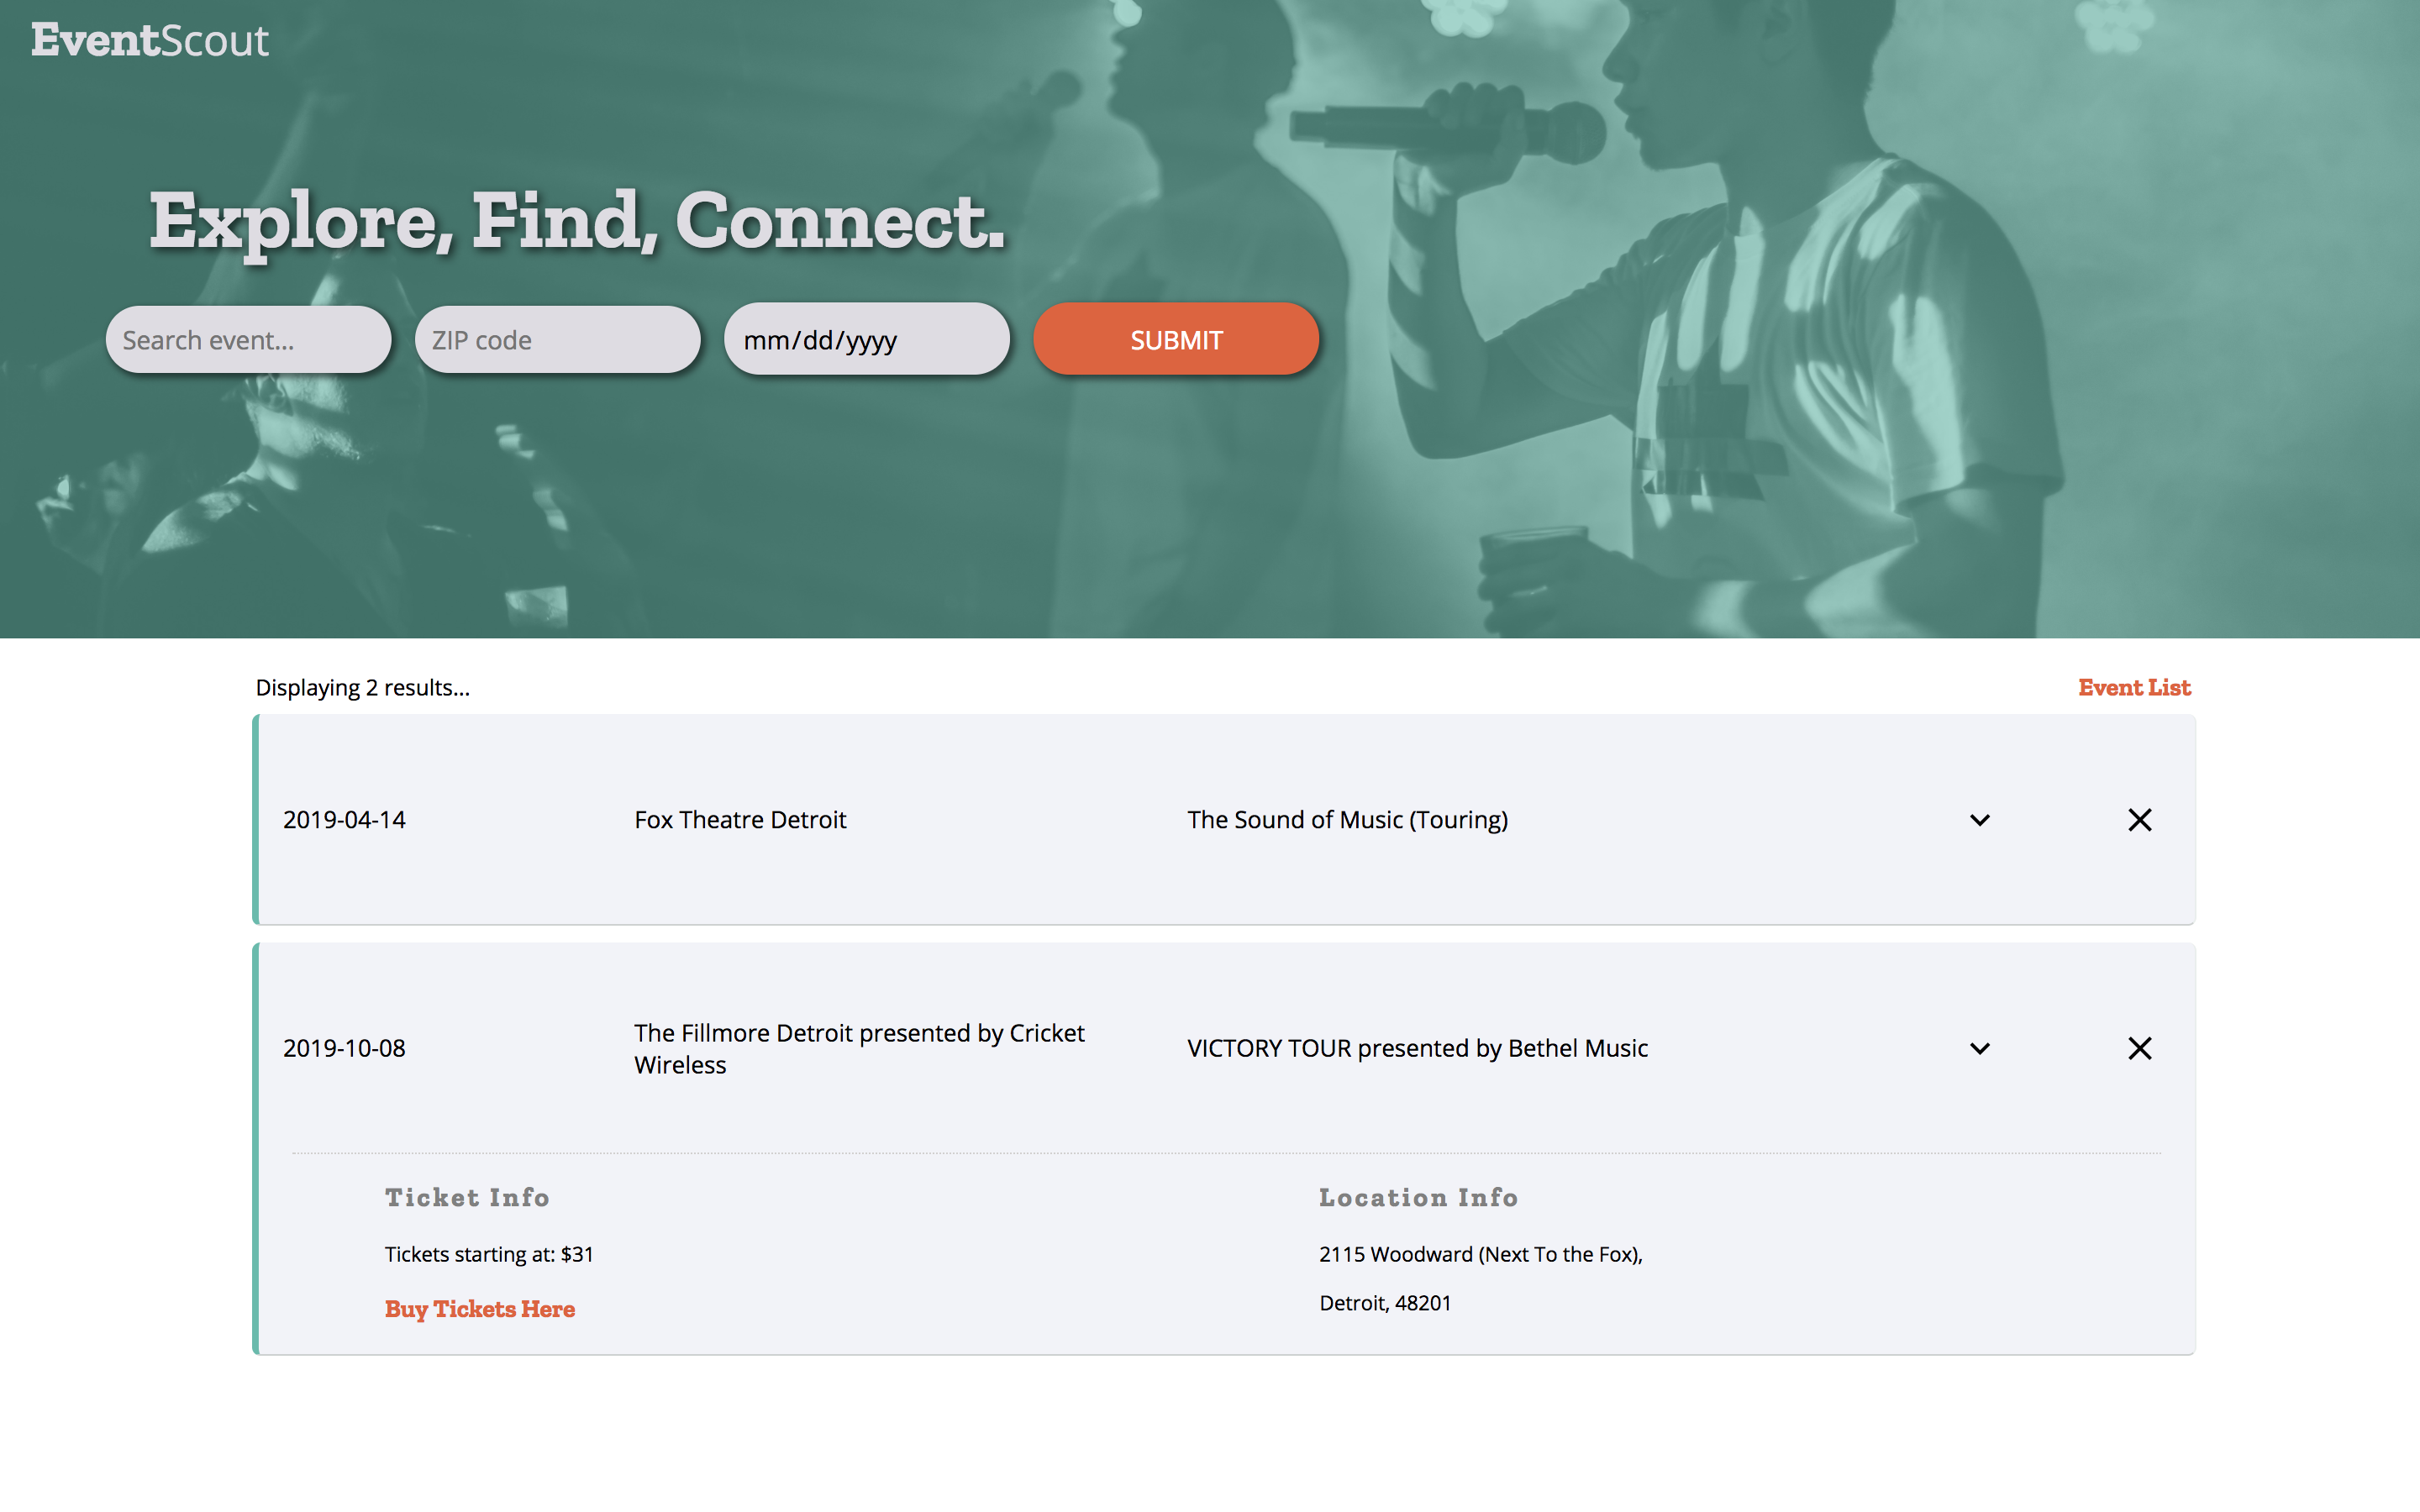 EventScout
Explore, Find, Connect.
Search event...
ZIP code
mm/dd/yyyy
SUBMIT
Displaying 2 results...
Event List
2019-04-14
Fox Theatre Detroit
The Sound of Music (Touring)
2019-10-08
The Fillmore Detroit presented by Cricket
Wireless
VICTORY TOUR presented by Bethel Music
Ticket Info
Tickets starting at: $31
Buy Tickets Here
Location Info
2115 Woodward (Next To the Fox),
Detroit, 48201